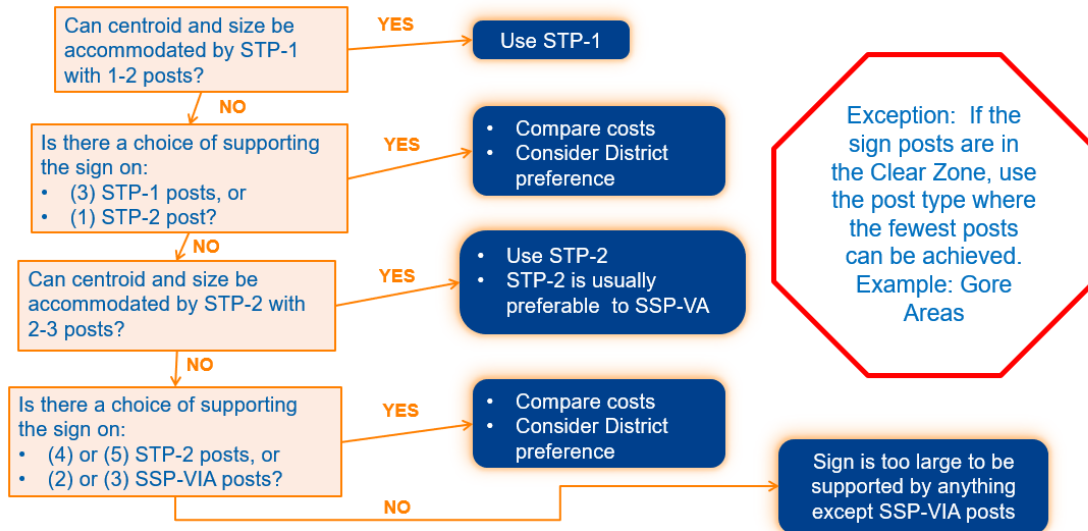 Can centroid and size be
accommodated by STP-1
with 1-2 posts?
YES
Use STP-1
NO
Is there a choice of supporting
the sign on:
• (3) STP-1 posts, or
• (1) STP-2 post?
YES
• Compare costs
• Consider District
preference
NO
Can centroid and size be
accommodated by STP-2 with
2-3 posts?
YES
• Use STP-2
• STP-2 is usually
preferable to SSP-VA
NO
Is there a choice of supporting
the sign on:
• (4) or (5) STP-2 posts, or
• (2) or (3) SSP-VIA posts?
YES
• Compare costs
• Consider District
preference
NO
Sign is too large to be
supported by anything
except SSP-VIA posts
Exception: If the
sign posts are in
the Clear Zone, use
the post type where
the fewest posts
can be achieved.
Example: Gore
Areas